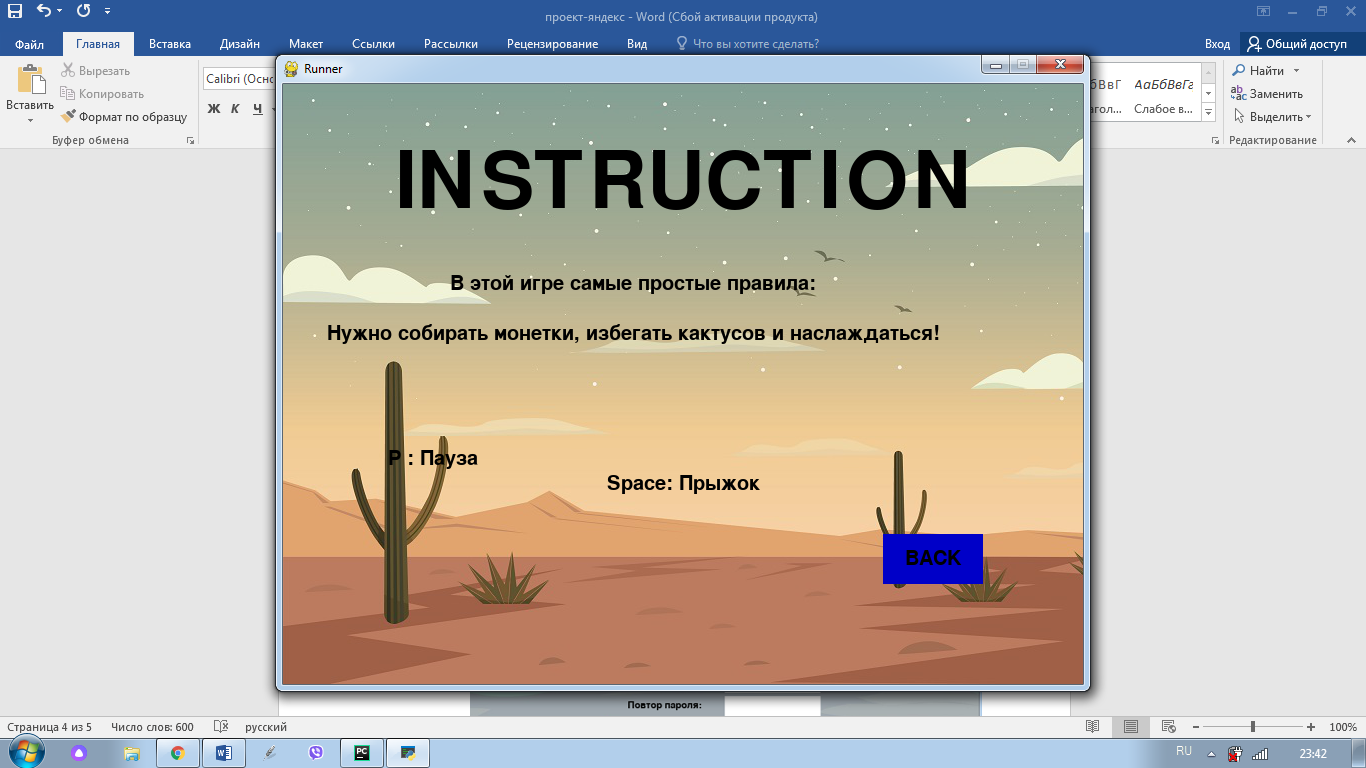 проект-яндекс - Word (Сбой активации продукта)
Файл Главная Вставка Дизайн Макет Ссылки Рассылки Рецензирование Вид Что вы хотите сделать? Вход Общий доступ
Вставить
Вырезать
Копировать
Формат по образцу
Буфер обмена
Calibri (Осно
Ж К Ч
АаБбВвГг
Слабое в...
Найти
Заменить
Выделить
Редактирование
Runner
INSTRUCTION
В этой игре самые простые правила:
Нужно собирать монетки, избегать кактусов и наслаждаться!
P : Пауза
Space: Прыжок
BACK
Повтор пароля:
Страница 4 из 5 Число слов: 600 русский 100%
RU 23:42